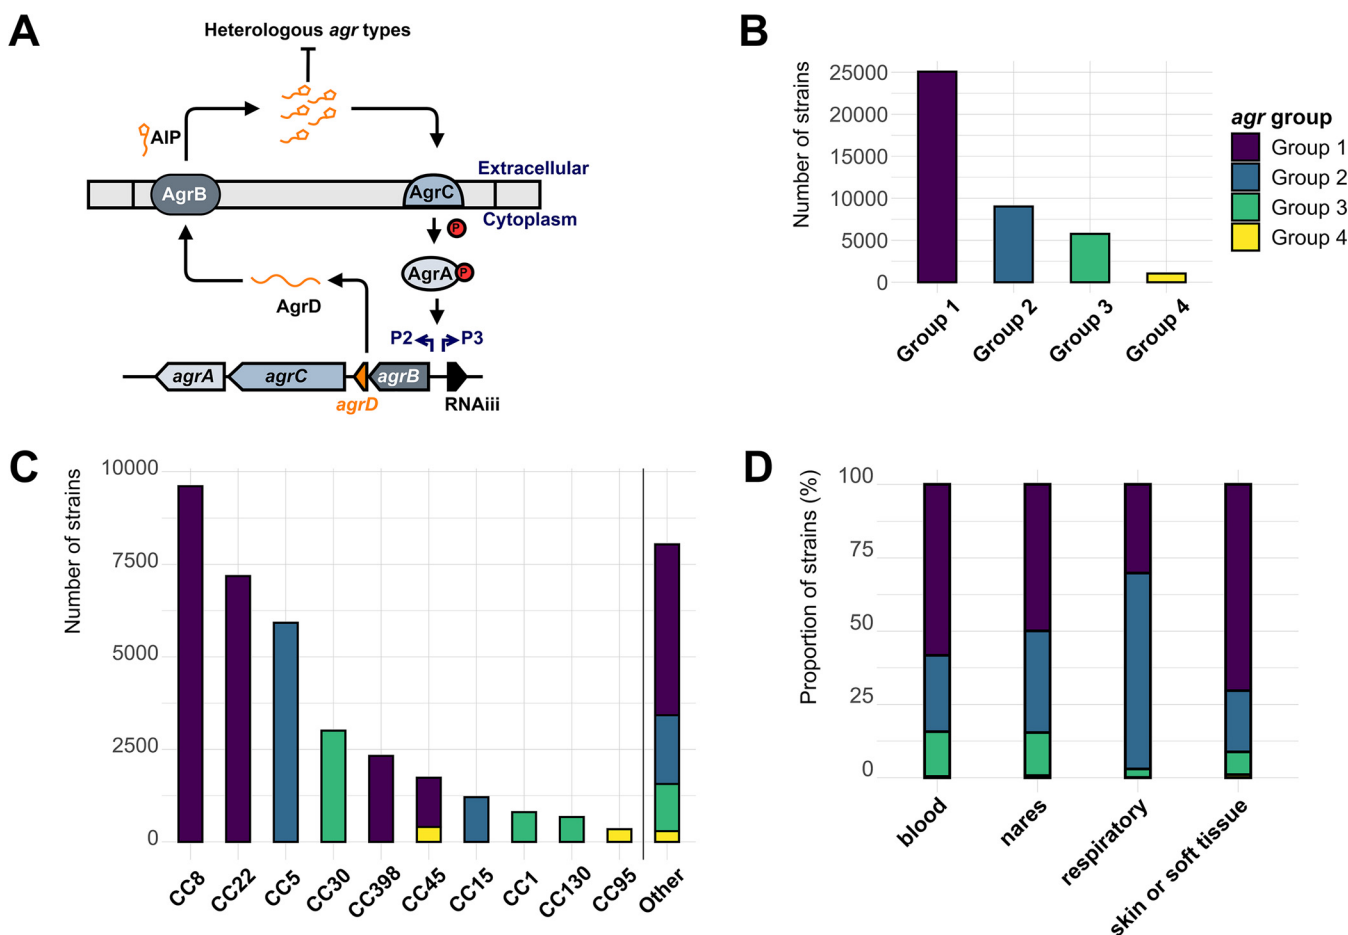 A
Heterologous agr types
AIP
AgrB
AgrC
Extracellular
Cytoplasm
P
AgrA
P
AgrD
P2
P3
agrA
agrC
agrD
agrB
RNAiii
B
Number of strains
25000
20000
15000
10000
5000
0
Group 1
Group 2
Group 3
Group 4
agr group
Group 1
Group 2
Group 3
Group 4
C
Number of strains
10000
7500
5000
2500
0
CC8
CC22
CC5
CC30
CC398
CC45
CC15
CC1
CC130
CC95
Other
D
Proportion of strains (%)
100
75
50
25
0
blood
nares
respiratory
skin or soft tissue